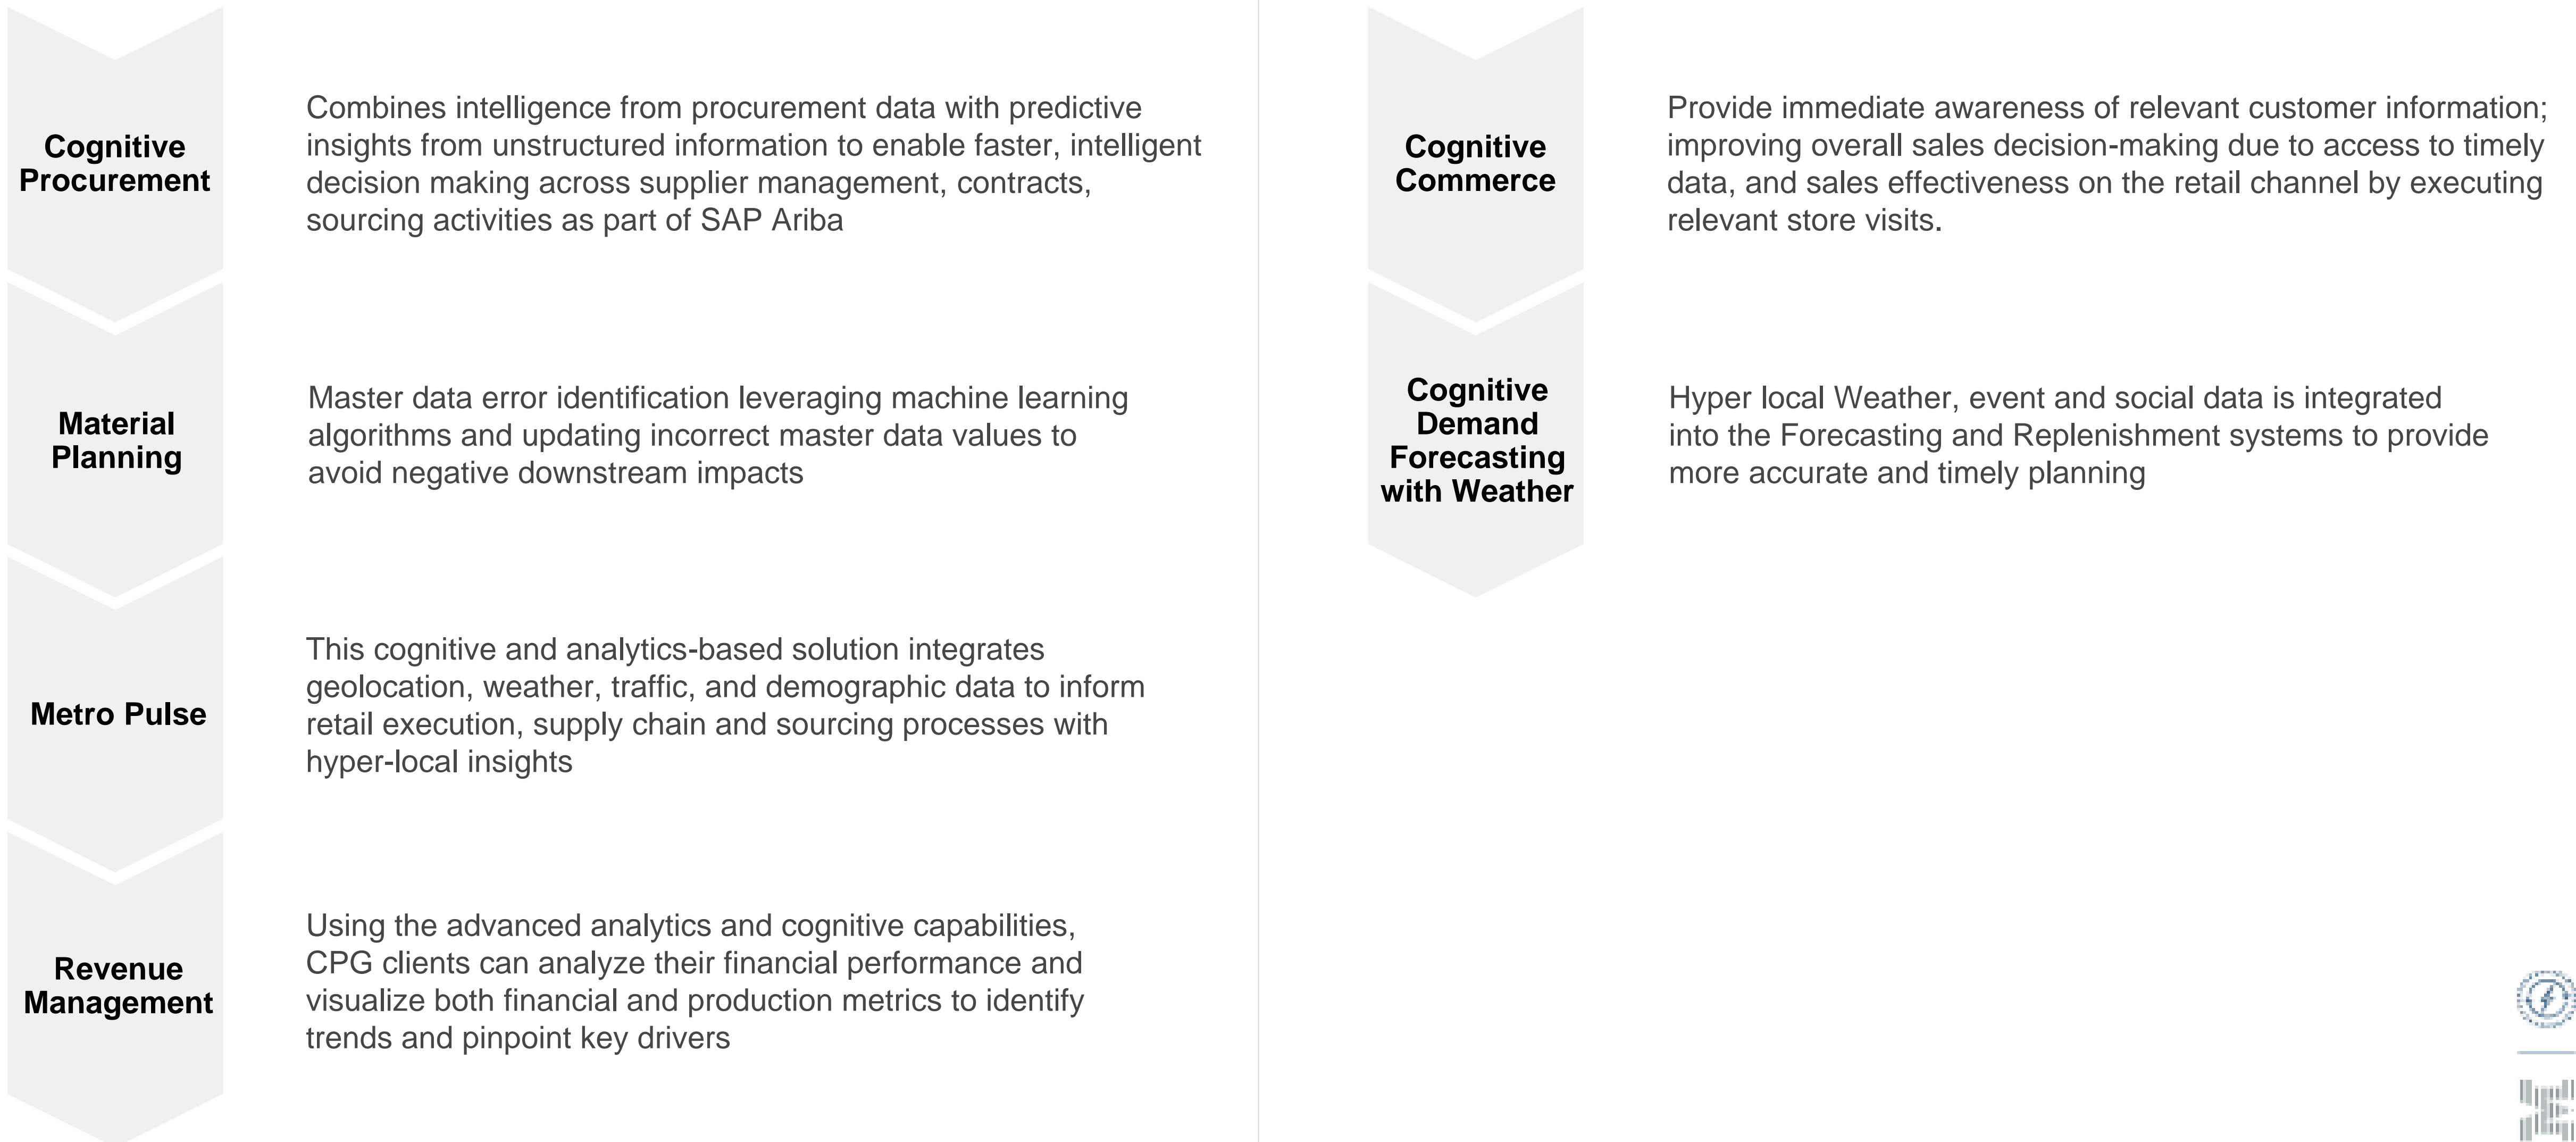 Cognitive
Procurement
Combines intelligence from procurement data with predictive
insights from unstructured information to enable faster, intelligent
decision making across supplier management, contracts,
sourcing activities as part of SAP Ariba
Material
Planning
Master data error identification leveraging machine learning
algorithms and updating incorrect master data values to
avoid negative downstream impacts
Metro Pulse
This cognitive and analytics-based solution integrates
geolocation, weather, traffic, and demographic data to inform
retail execution, supply chain and sourcing processes with
hyper-local insights
Revenue
Management
Using the advanced analytics and cognitive capabilities,
CPG clients can analyze their financial performance and
visualize both financial and production metrics to identify
trends and pinpoint key drivers
Cognitive
Commerce
Provide immediate awareness of relevant customer information;
improving overall sales decision-making due to access to timely
data, and sales effectiveness on the retail channel by executing
relevant store visits.
Cognitive
Demand
Forecasting
with Weather
Hyper local Weather, event and social data is integrated
into the Forecasting and Replenishment systems to provide
more accurate and timely planning